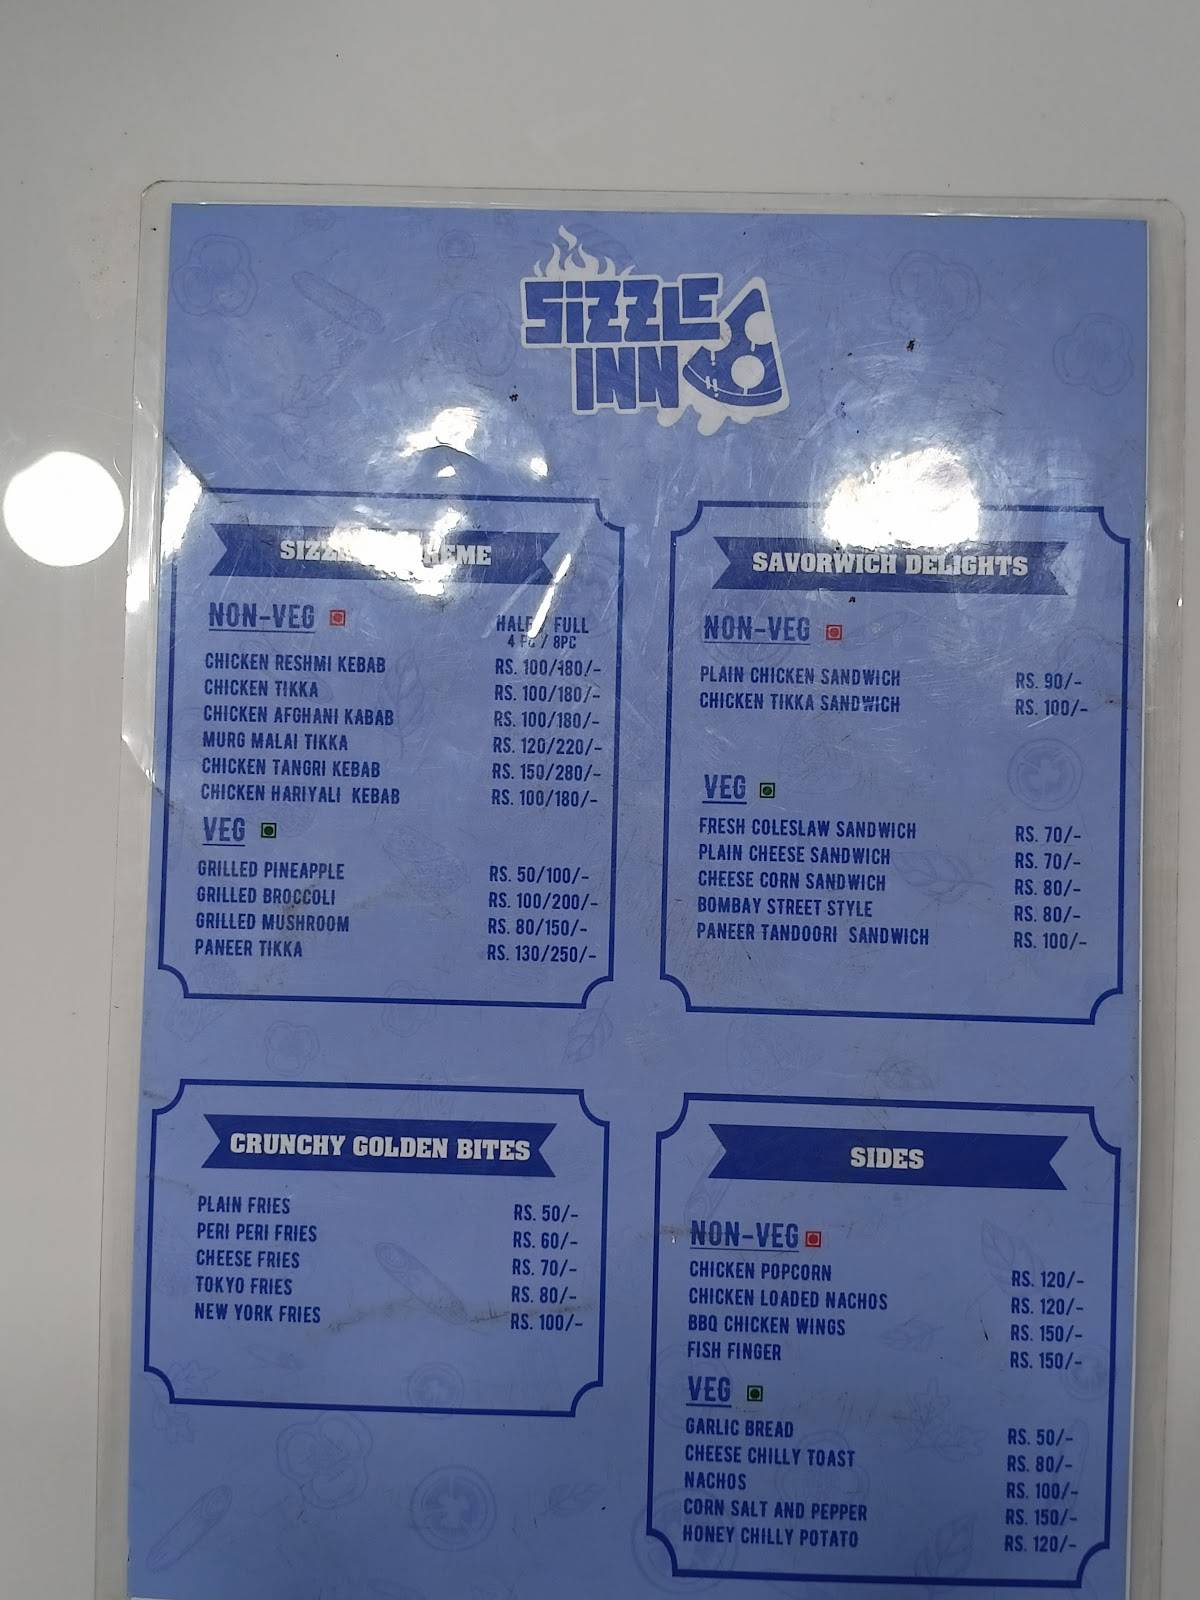 SIZZLE
INN
NON-VEG
HALF / FULL
4 PC / 8PC
CHICKEN RESHMI KEBAB RS. 100/180/-
CHICKEN TIKKA RS. 100/180/-
CHICKEN AFGHANI KABAB RS. 100/180/-
MURG MALAI TIKKA RS. 120/220/-
CHICKEN TANGRI KEBAB RS. 150/280/-
CHICKEN HARIYALI KEBAB RS. 100/180/-
VEG
GRILLED PINEAPPLE RS. 50/100/-
GRILLED BROCCOLI RS. 100/200/-
GRILLED MUSHROOM RS. 80/150/-
PANEER TIKKA RS. 130/250/-
SAVORWICH DELIGHTS
NON-VEG
PLAIN CHICKEN SANDWICH RS. 90/-
CHICKEN TIKKA SANDWICH RS. 100/-
VEG
FRESH COLESLAW SANDWICH RS. 70/-
PLAIN CHEESE SANDWICH RS. 70/-
CHEESE CORN SANDWICH RS. 80/-
BOMBAY STREET STYLE RS. 80/-
PANEER TANDOORI SANDWICH RS. 100/-
CRUNCHY GOLDEN BITES
PLAIN FRIES RS. 50/-
PERI PERI FRIES RS. 60/-
CHEESE FRIES RS. 70/-
TOKYO FRIES RS. 80/-
NEW YORK FRIES RS. 100/-
SIDES
NON-VEG
CHICKEN POPCORN RS. 120/-
CHICKEN LOADED NACHOS RS. 120/-
BBQ CHICKEN WINGS RS. 150/-
FISH FINGER RS. 150/-
VEG
GARLIC BREAD RS. 50/-
CHEESE CHILLY TOAST RS. 80/-
NACHOS RS. 100/-
CORN SALT AND PEPPER RS. 150/-
HONEY CHILLY POTATO RS. 120/-